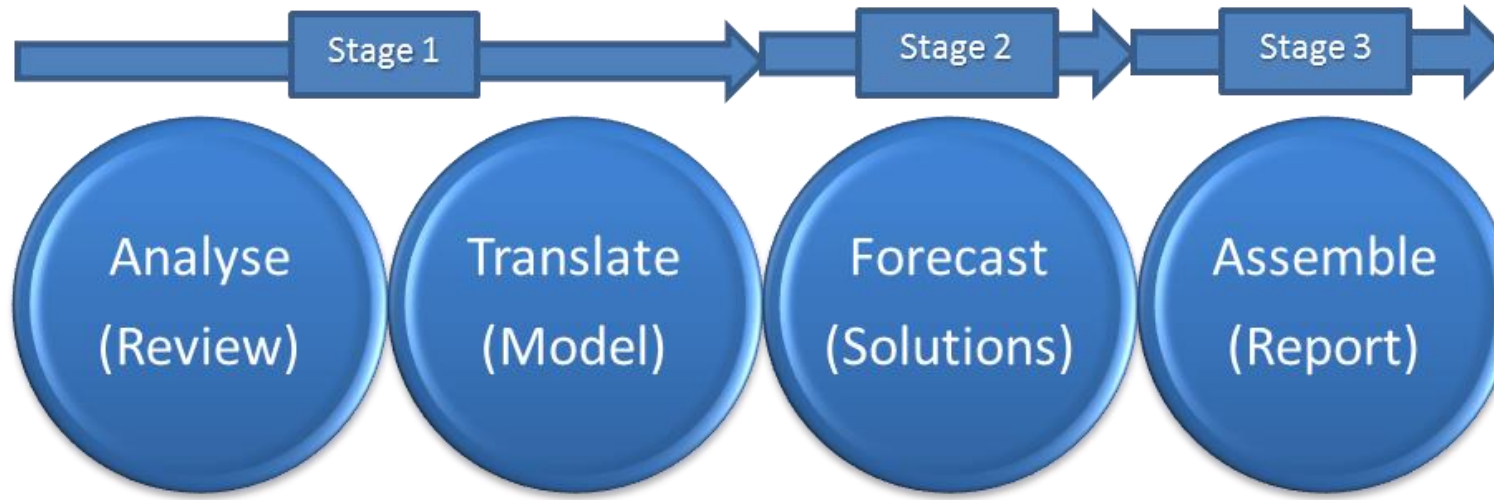 Stage 1
Stage 2
Stage 3
Analyse
(Review)
Translate
(Model)
Forecast
(Solutions)
Assemble
(Report)